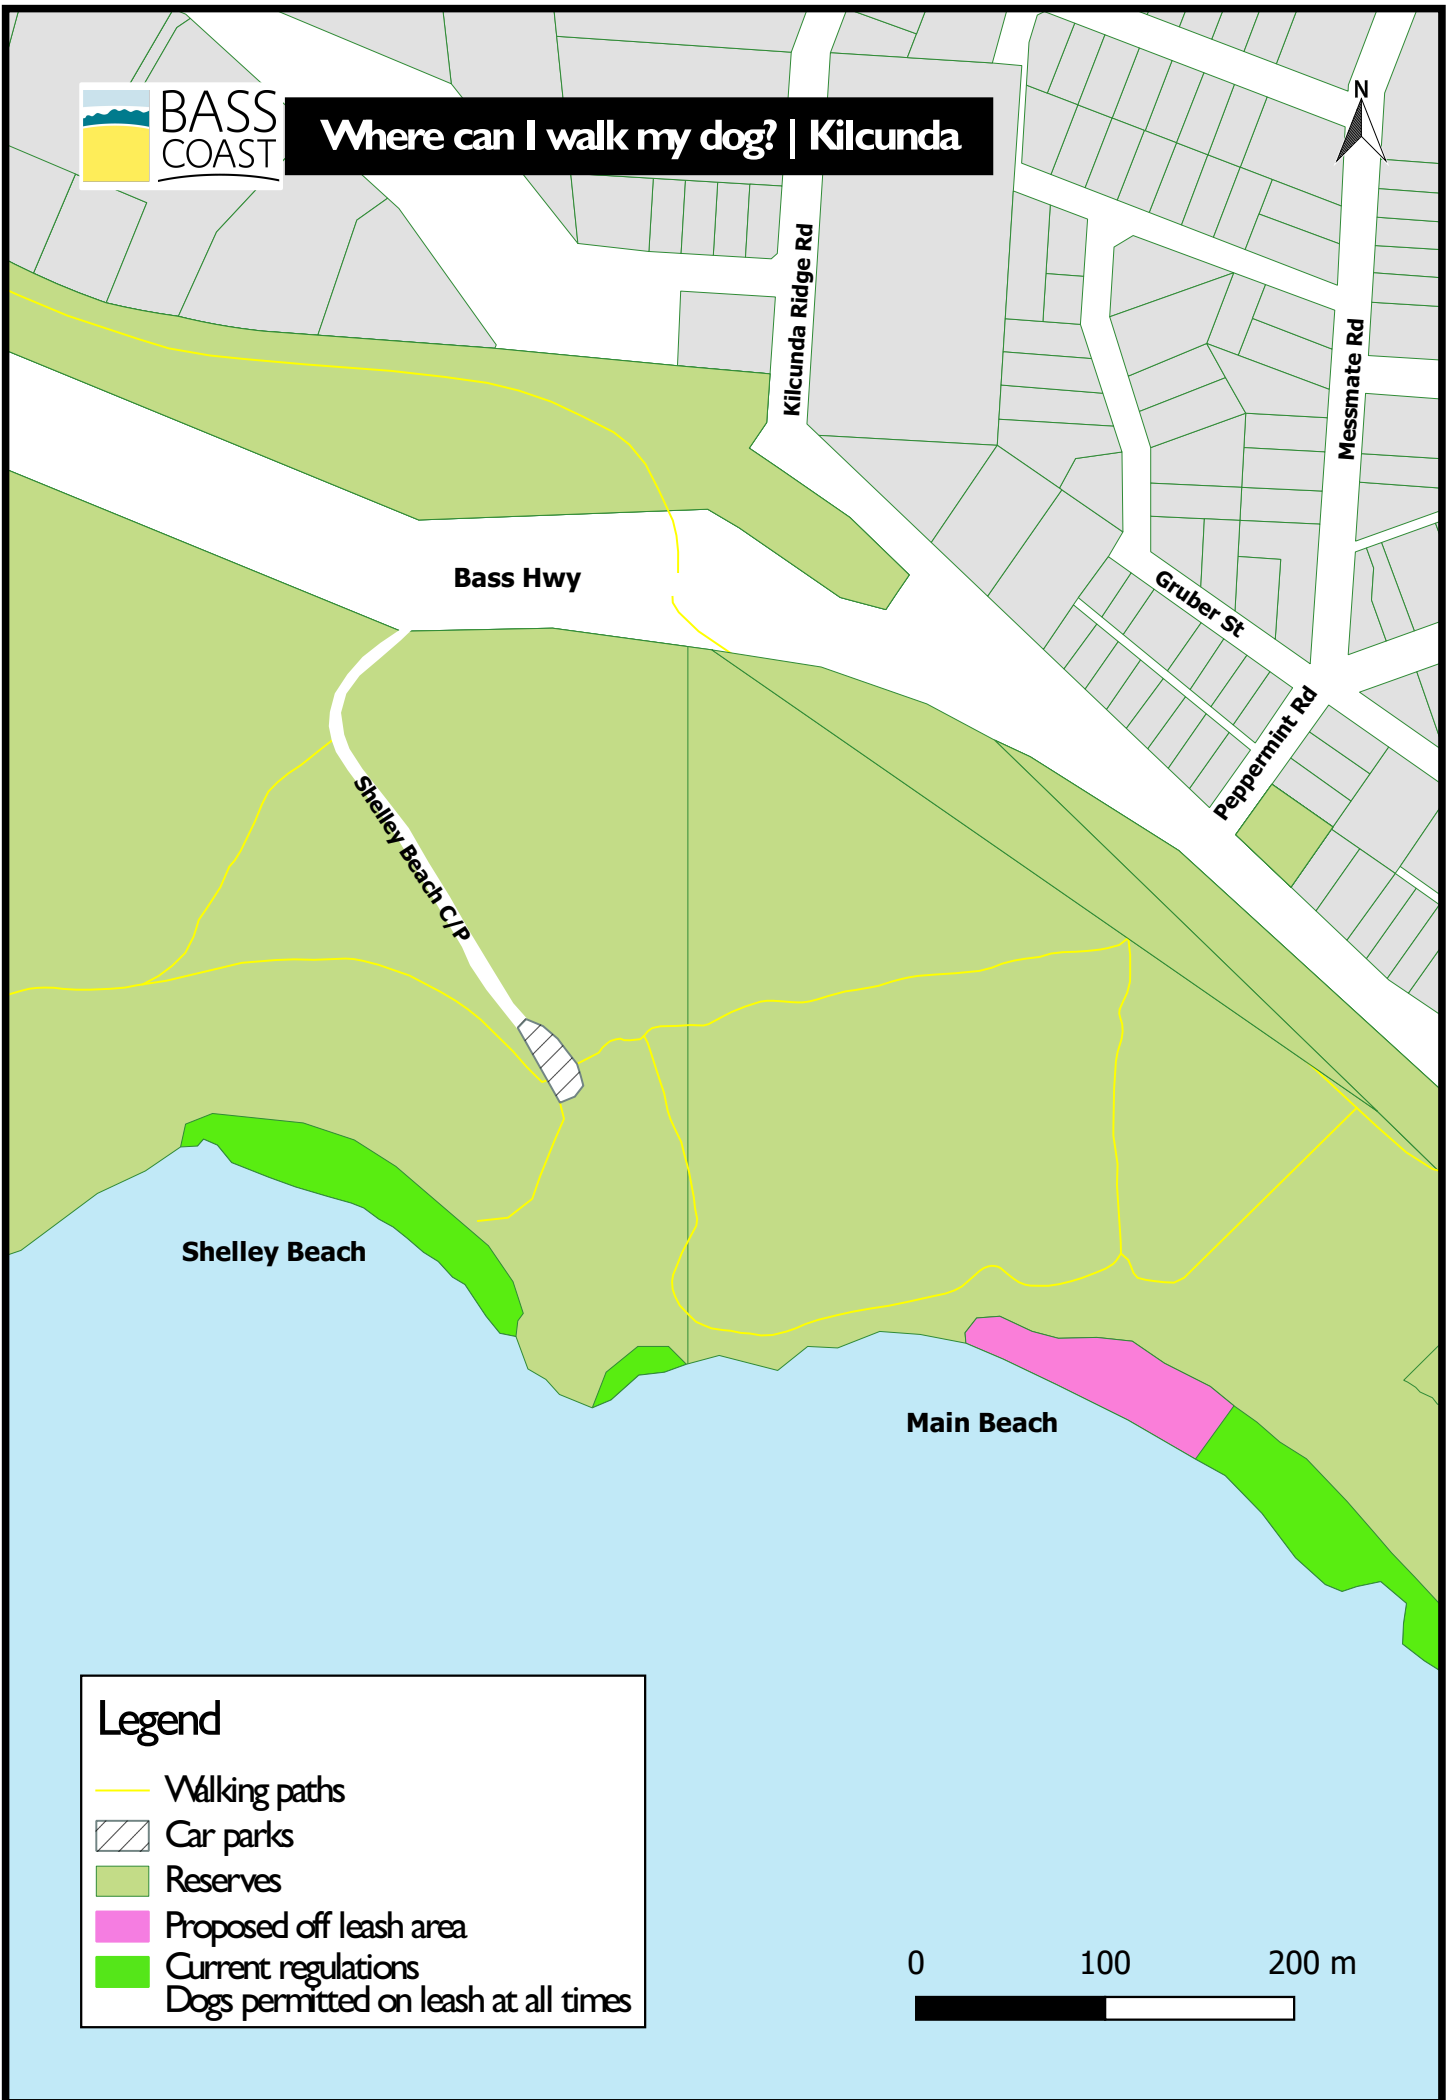 BASS
COAST
Where can I walk my dog? | Kilcunda
N
Kilcunda Ridge Rd
Messmate Rd
Bass Hwy
Gruber St
Peppermint Rd
Shelley Beach C/P
Shelley Beach
Main Beach
Legend
Walking paths
Car parks
Reserves
Proposed off leash area
Current regulations
Dogs permitted on leash at all times
0 100 200 m